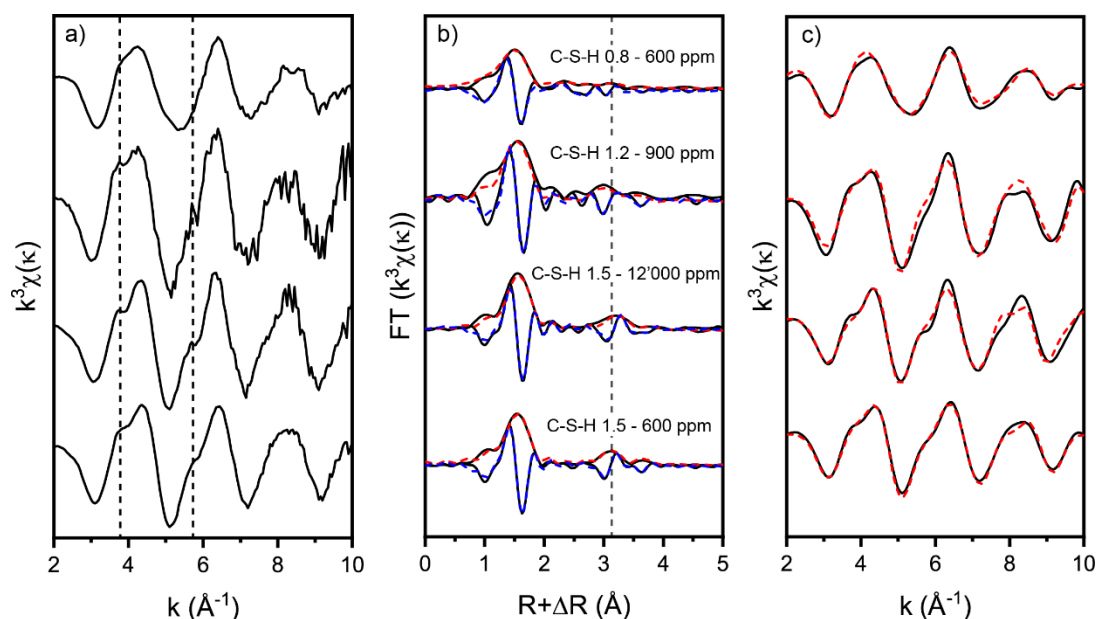 a)
k³χ(κ)
2 4 6 8 10
k (Å⁻¹)
b)
C-S-H 0.8 - 600 ppm
C-S-H 1.2 - 900 ppm
C-S-H 1.5 - 12'000 ppm
C-S-H 1.5 - 600 ppm
FT (k³χ(κ))
0 1 2 3 4 5
R+ΔR (Å)
c)
k³χ(κ)
2 4 6 8 10
k (Å⁻¹)